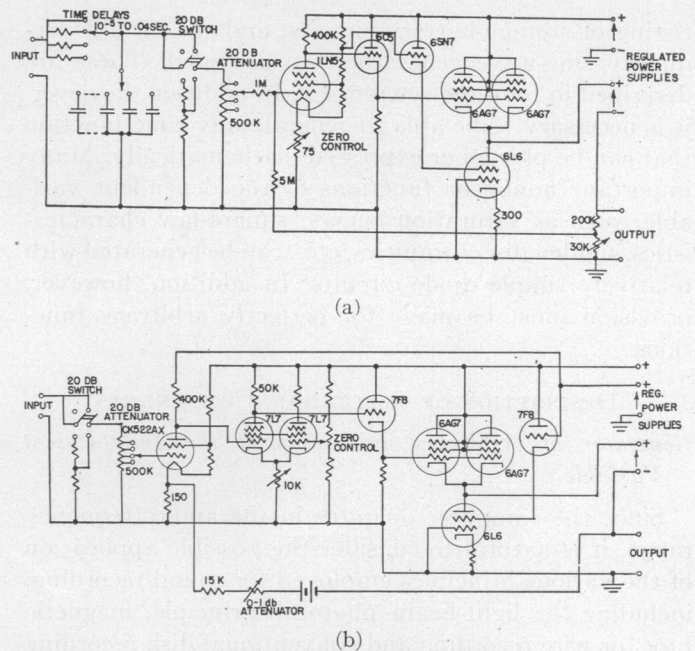 TIME DELAYS
10-5 TO .04SEC.
20 DB
SWITCH
INPUT
20 DB
ATTENUATOR
400K
1LN5
6C5
6SN7
1M
500K
ZERO
CONTROL
75
5M
6AG7
6AG7
6L6
300
REGULATED
POWER
SUPPLIES
200K
30K
OUTPUT
+
+
-
-
(a)
20 DB
SWITCH
INPUT
20 DB
ATTENUATOR
CK522AX
500K
400K
150
50K
7L7
7L7
ZERO
CONTROL
10K
7F8
6AG7
6AG7
7F8
6L6
+
+
REG.
POWER
SUPPLIES
-
-
OUTPUT
15K
0-1 db
ATTENUATOR
(b)